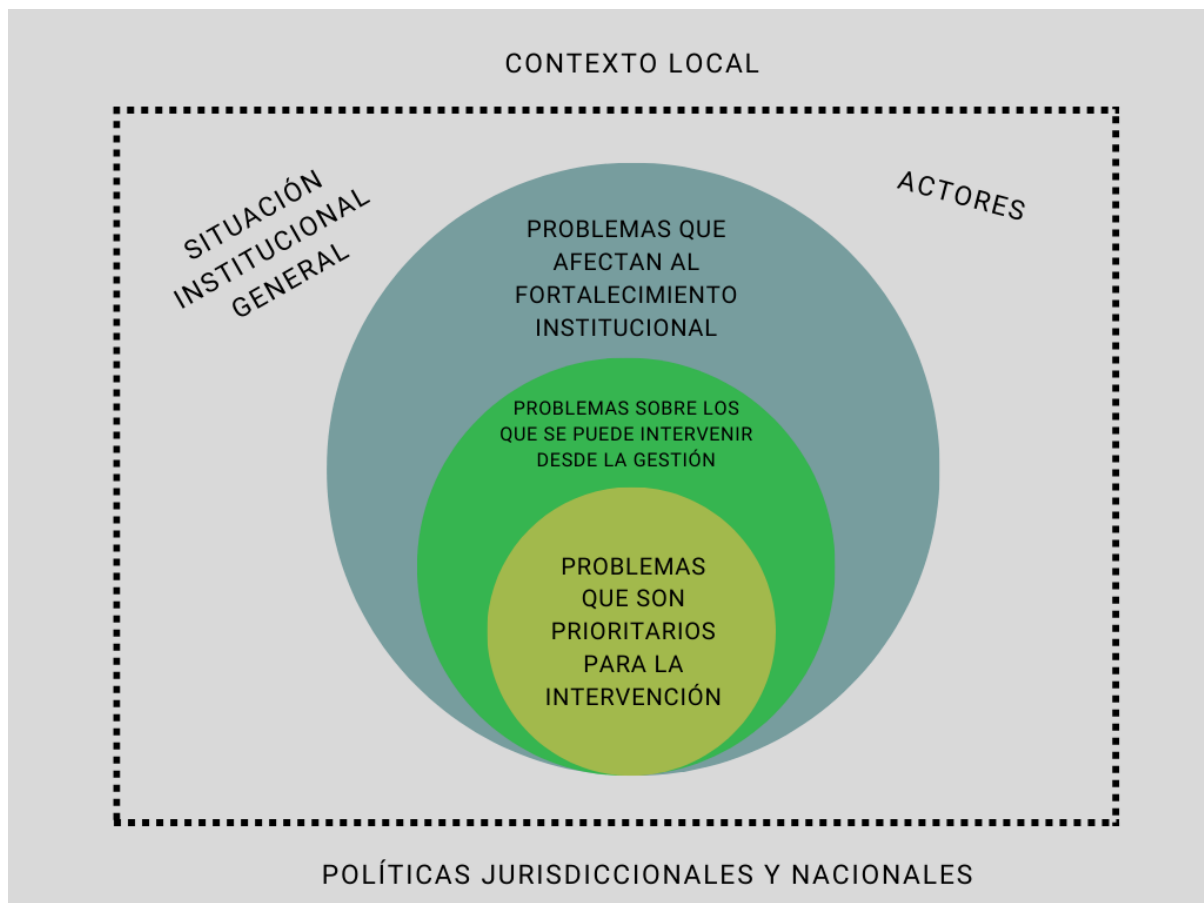 CONTEXTO LOCAL
SITUACIÓN
INSTITUCIONAL
GENERAL
ACTORES
PROBLEMAS QUE
AFECTAN AL
FORTALECIMIENTO
INSTITUCIONAL
PROBLEMAS SOBRE LOS
QUE SE PUEDE INTERVENIR
DESDE LA GESTIÓN
PROBLEMAS
QUE SON
PRIORITARIOS
PARA LA
INTERVENCIÓN
POLÍTICAS JURISDICCIONALES Y NACIONALES